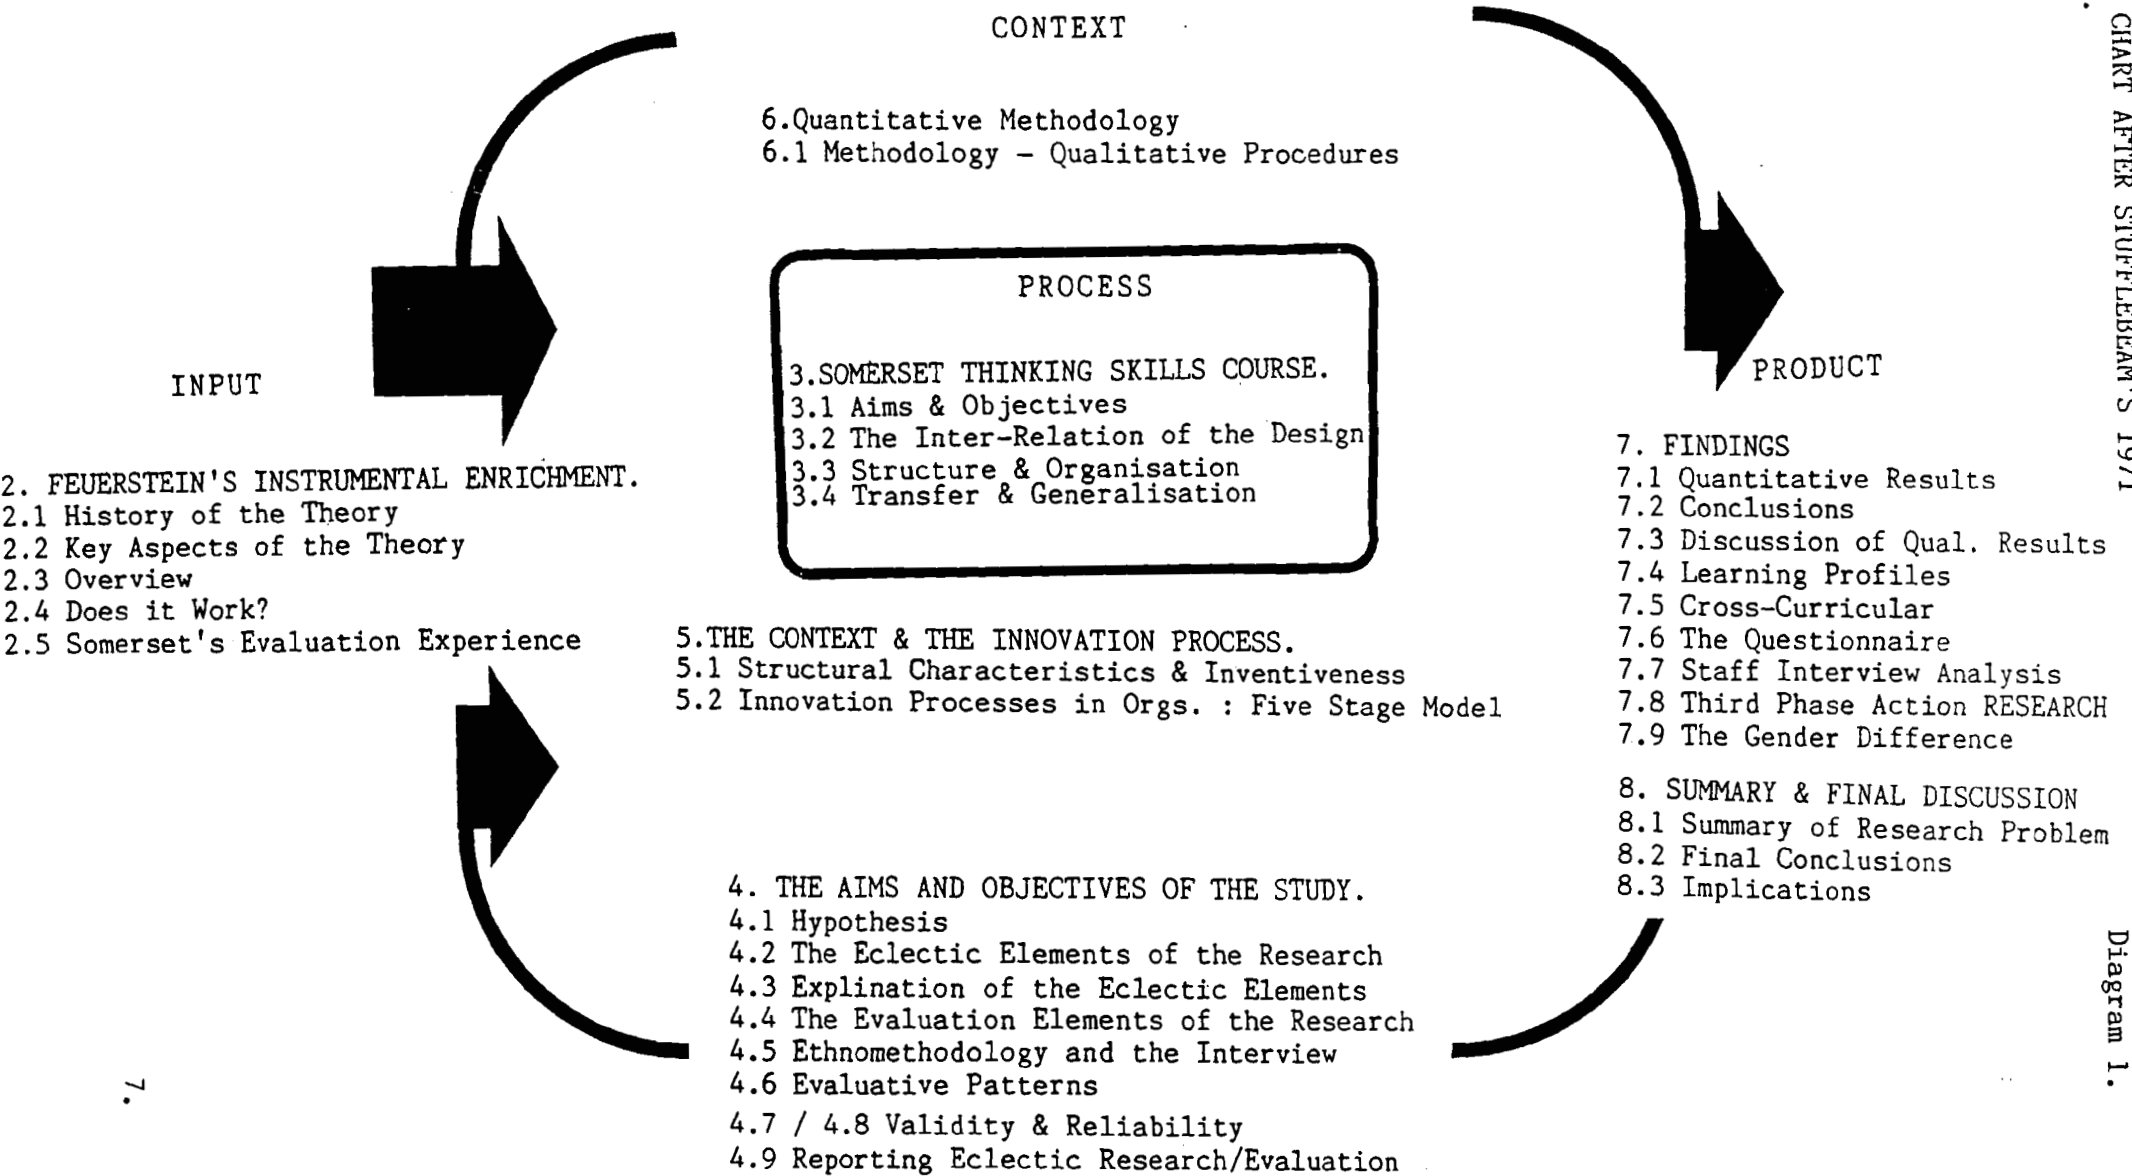 CONTEXT
6.Quantitative Methodology
6.1 Methodology – Qualitative Procedures
INPUT
2. FEUERSTEIN'S INSTRUMENTAL ENRICHMENT.
2.1 History of the Theory
2.2 Key Aspects of the Theory
2.3 Overview
2.4 Does it Work?
2.5 Somerset's Evaluation Experience
PROCESS
3.SOMERSET THINKING SKILLS COURSE.
3.1 Aims & Objectives
3.2 The Inter-Relation of the Design
3.3 Structure & Organisation
3.4 Transfer & Generalisation
5.THE CONTEXT & THE INNOVATION PROCESS.
5.1 Structural Characteristics & Inventiveness
5.2 Innovation Processes in Orgs. : Five Stage Model
4. THE AIMS AND OBJECTIVES OF THE STUDY.
4.1 Hypothesis
4.2 The Eclectic Elements of the Research
4.3 Explination of the Eclectic Elements
4.4 The Evaluation Elements of the Research
4.5 Ethnomethodology and the Interview
4.6 Evaluative Patterns
4.7 / 4.8 Validity & Reliability
4.9 Reporting Eclectic Research/Evaluation
PRODUCT
7. FINDINGS
7.1 Quantitative Results
7.2 Conclusions
7.3 Discussion of Qual. Results
7.4 Learning Profiles
7.5 Cross-Curricular
7.6 The Questionnaire
7.7 Staff Interview Analysis
7.8 Third Phase Action RESEARCH
7.9 The Gender Difference
8. SUMMARY & FINAL DISCUSSION
8.1 Summary of Research Problem
8.2 Final Conclusions
8.3 Implications
CHART AFTER STUFFLEBEAM'S 1971
Diagram 1.
7.